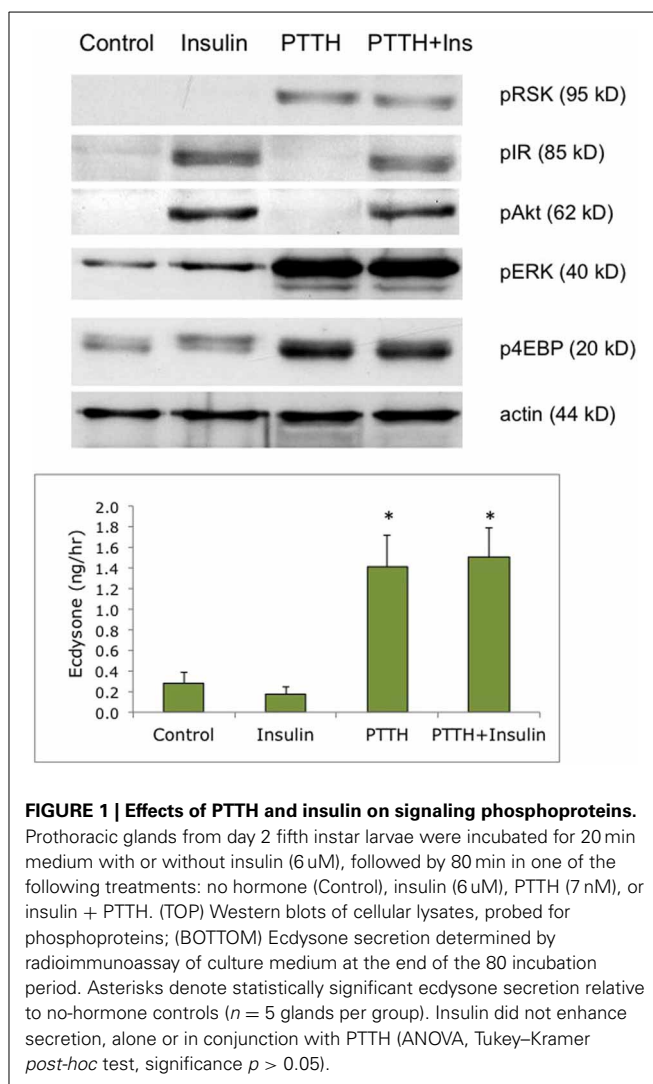 Control Insulin PTTH PTTH+Ins
pRSK (95 kD)
pIR (85 kD)
pAkt (62 kD)
pERK (40 kD)
p4EBP (20 kD)
actin (44 kD)
Ecdysone (ng/hr)
2.0
1.8
1.6
1.4
1.2
1.0
0.8
0.6
0.4
0.2
0.0
* *
Control Insulin PTTH PTTH+Insulin
FIGURE 1 | Effects of PTTH and insulin on signaling phosphoproteins.
Prothoracic glands from day 2 fifth instar larvae were incubated for 20 min
medium with or without insulin (6 uM), followed by 80 min in one of the
following treatments: no hormone (Control), insulin (6 uM), PTTH (7 nM), or
insulin + PTTH. (TOP) Western blots of cellular lysates, probed for
phosphoproteins; (BOTTOM) Ecdysone secretion determined by
radioimmunoassay of culture medium at the end of the 80 incubation
period. Asterisks denote statistically significant ecdysone secretion relative
to no-hormone controls (n = 5 glands per group). Insulin did not enhance
secretion, alone or in conjunction with PTTH (ANOVA, Tukey–Kramer
post-hoc test, significance p > 0.05).